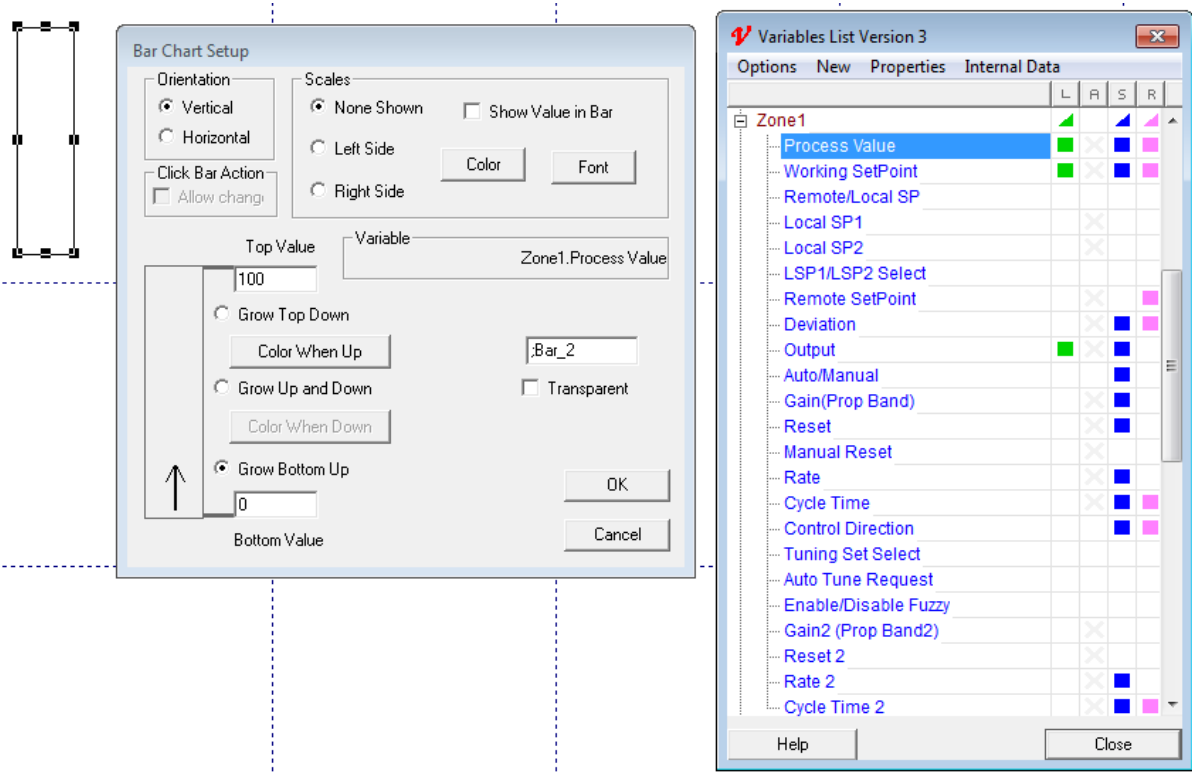 Bar Chart Setup
Orientation
Vertical
Horizontal
Click Bar Action
Allow chang
Scales
None Shown
Left Side
Right Side
Show Value in Bar
Color
Font
Top Value
100
Variable
Zone1.Process Value
Grow Top Down
Color When Up
Grow Up and Down
Color When Down
Grow Bottom Up
0
Bottom Value
;Bar_2
Transparent
OK
Cancel
Variables List Version 3
Options New Properties Internal Data
L A S R
Zone1
Process Value
Working SetPoint
Remote/Local SP
Local SP1
Local SP2
LSP1/LSP2 Select
Remote SetPoint
Deviation
Output
Auto/Manual
Gain(Prop Band)
Reset
Manual Reset
Rate
Cycle Time
Control Direction
Tuning Set Select
Auto Tune Request
Enable/Disable Fuzzy
Gain2 (Prop Band2)
Reset 2
Rate 2
Cycle Time 2
Help
Close